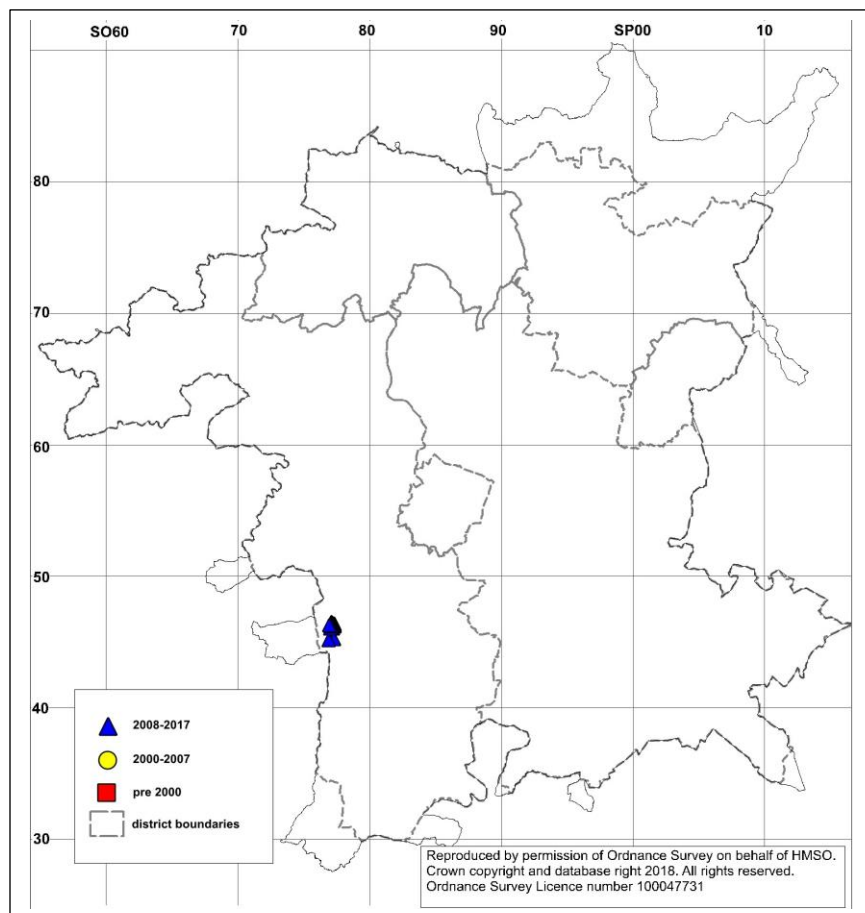 SO60 70 80 90 SP00 10
80
70
60
50
40
30
2008-2017
2000-2007
pre 2000
district boundaries
Reproduced by permission of Ordnance Survey on behalf of HMSO.
Crown copyright and database right 2018. All rights reserved.
Ordnance Survey Licence number 100047731